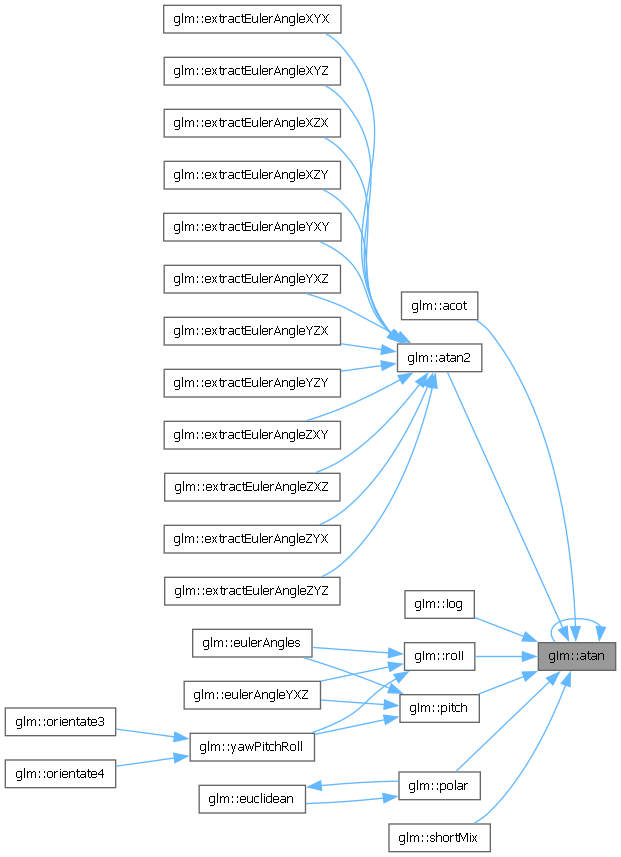 glm::extractEulerAngleXYX
glm::extractEulerAngleXYZ
glm::extractEulerAngleXZX
glm::extractEulerAngleXZY
glm::extractEulerAngleYXY
glm::extractEulerAngleYXZ
glm::acot
glm::extractEulerAngleYZX
glm::atan2
glm::extractEulerAngleYZY
glm::extractEulerAngleZXY
glm::extractEulerAngleZXZ
glm::extractEulerAngleZYX
glm::extractEulerAngleZYZ
glm::log
glm::eulerAngles
glm::roll
glm::atan
glm::eulerAngleYXZ
glm::pitch
glm::orientate3
glm::yawPitchRoll
glm::orientate4
glm::polar
glm::euclidean
glm::shortMix